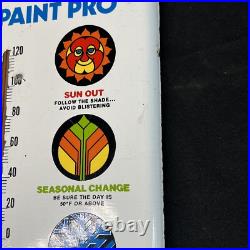 PAINT PRO
120
SUN OUT
FOLLOW THE SHADE...
AVOID BLISTERING
100
80
60
40
SEASONAL CHANGE
BE SURE THE DAY IS
50°F OR ABOVE
20
0